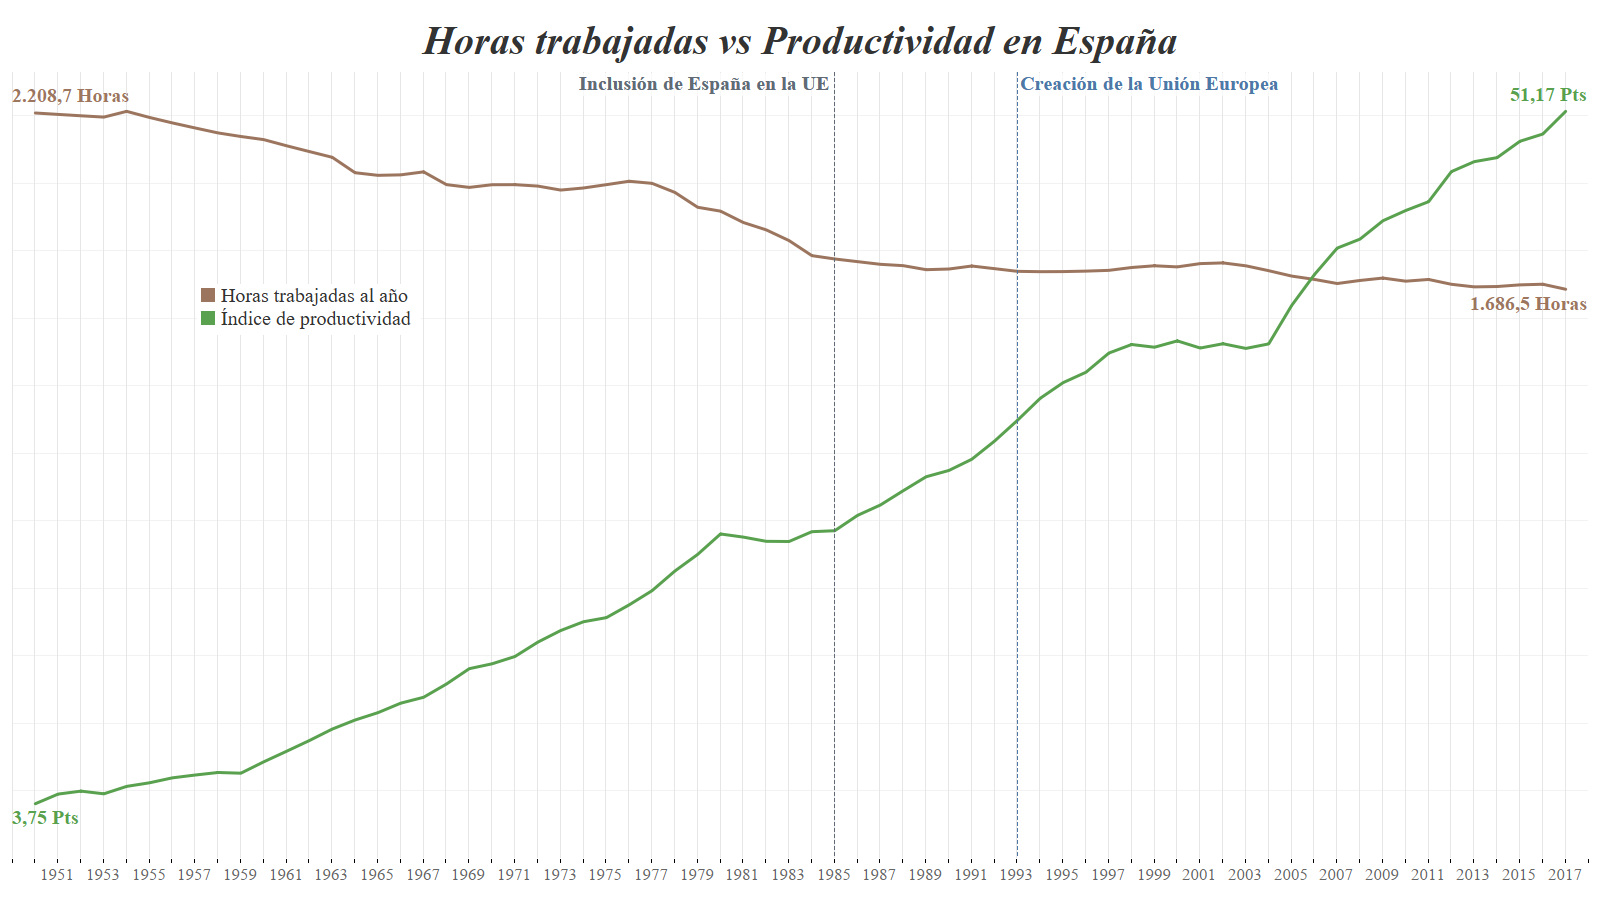 Horas trabajadas vs Productividad en España
Inclusión de España en la UE
Creación de la Unión Europea
2.208,7 Horas
51,17 Pts
Horas trabajadas al año
Índice de productividad
1.686,5 Horas
3,75 Pts
1951 1953 1955 1957 1959 1961 1963 1965 1967 1969 1971 1973 1975 1977 1979 1981 1983 1985 1987 1989 1991 1993 1995 1997 1999 2001 2003 2005 2007 2009 2011 2013 2015 2017